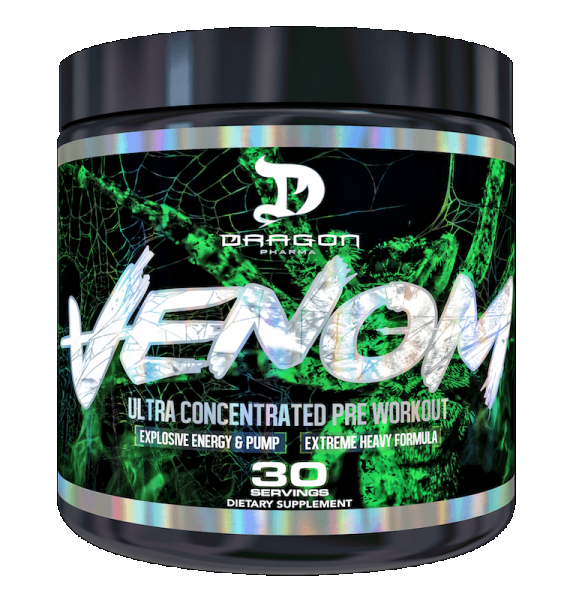 D
DRAGON
PHARMA
VENOM
ULTRA CONCENTRATED PRE WORKOUT
EXPLOSIVE ENERGY & PUMP EXTREME HEAVY FORMULA
30
SERVINGS
DIETARY SUPPLEMENT